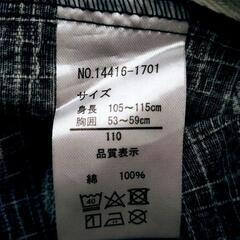 NO.14416-1701
サイズ
身長 105～115cm
胸囲 53～59cm
110
品質表示
綿 100%
40